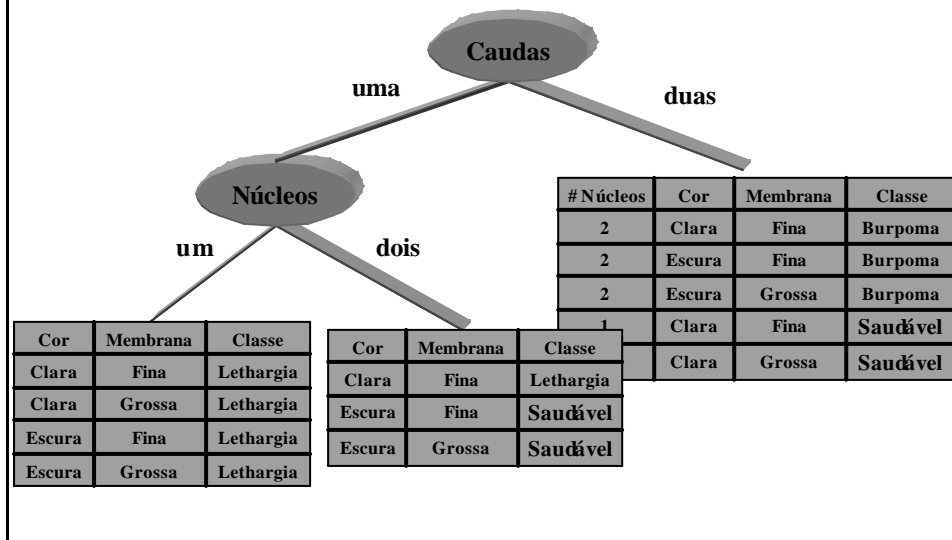 Caudas
uma
duas
Núcleos
um
dois
# Núcleos Cor Membrana Classe
2 Clara Fina Burpoma
2 Escura Fina Burpoma
2 Escura Grossa Burpoma
1 Clara Fina Saudável
Clara Grossa Saudável
Cor Membrana Classe
Clara Fina Lethargia
Clara Grossa Lethargia
Escura Fina Lethargia
Escura Grossa Lethargia
Cor Membrana Classe
Clara Fina Lethargia
Escura Fina Saudável
Escura Grossa Saudável